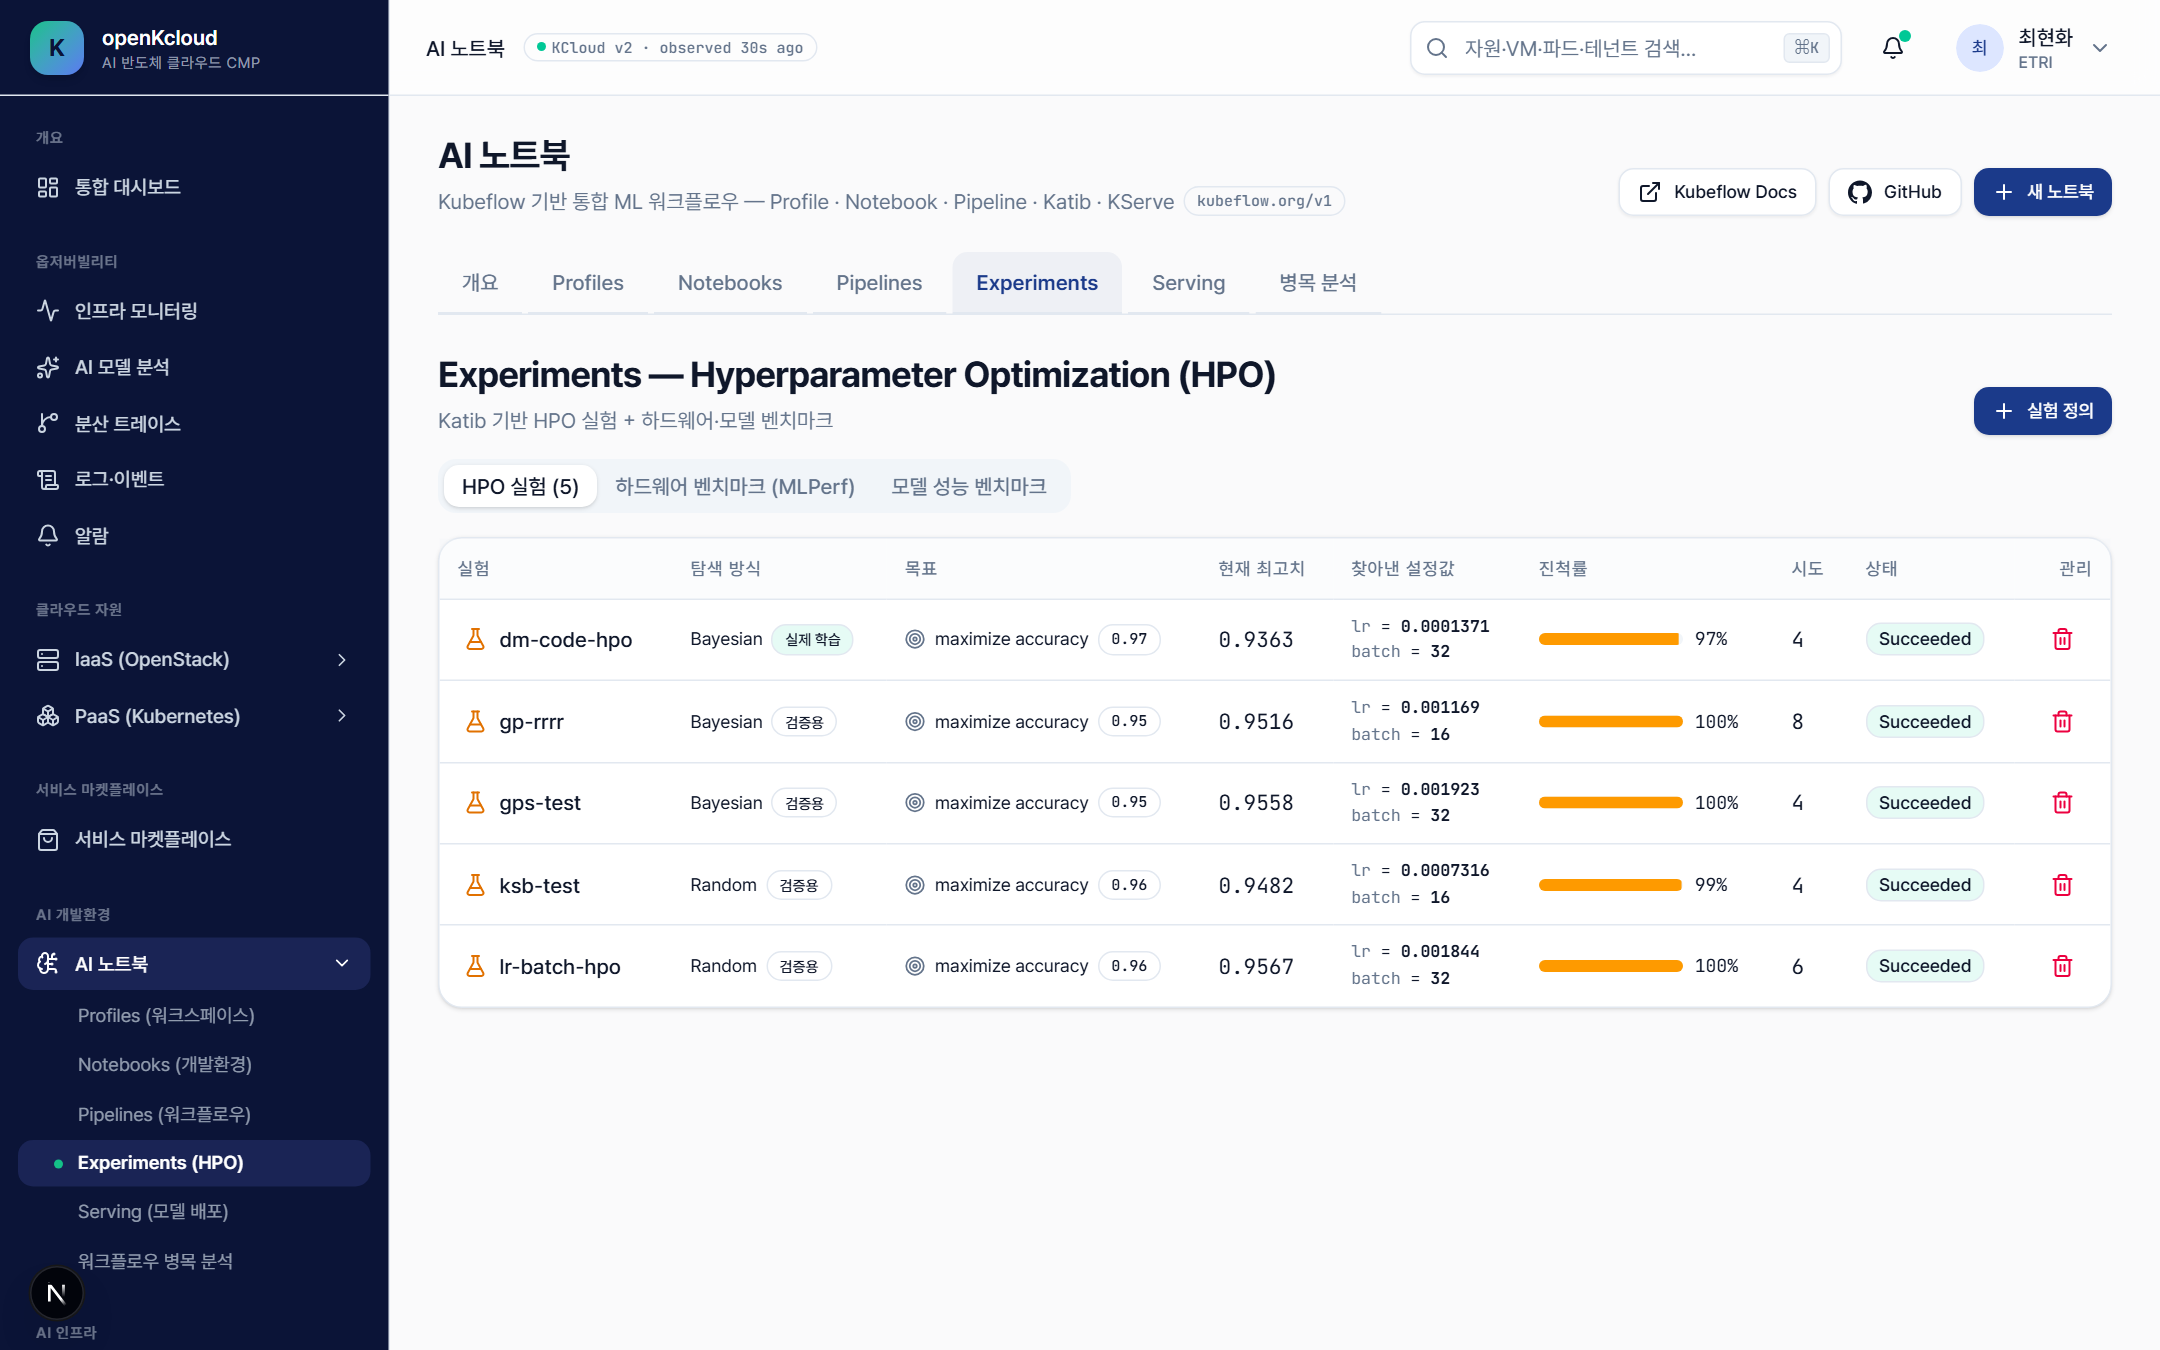 K
openKcloud
AI 반도체 클라우드 CMP
개요
통합 대시보드
옵저버빌리티
인프라 모니터링
AI 모델 분석
분산 트레이스
로그·이벤트
알람
클라우드 자원
IaaS (OpenStack)
PaaS (Kubernetes)
서비스 마켓플레이스
서비스 마켓플레이스
AI 개발환경
AI 노트북
Profiles (워크스페이스)
Notebooks (개발환경)
Pipelines (워크플로우)
Experiments (HPO)
Serving (모델 배포)
워크플로우 병목 분석
N
AI 인프라
AI 노트북
KCloud v2 · observed 30s ago
자원·VM·파드·테넌트 검색...
⌘K
최
최현화
ETRI
AI 노트북
Kubeflow 기반 통합 ML 워크플로우 — Profile · Notebook · Pipeline · Katib · KServe kubeflow.org/v1
Kubeflow Docs
GitHub
새 노트북
개요 Profiles Notebooks Pipelines Experiments Serving 병목 분석
Experiments — Hyperparameter Optimization (HPO)
Katib 기반 HPO 실험 + 하드웨어·모델 벤치마크
실험 정의
HPO 실험 (5) 하드웨어 벤치마크 (MLPerf) 모델 성능 벤치마크
실험 탐색 방식 목표 현재 최고치 찾아낸 설정값 진척률 시도 상태 관리
dm-code-hpo Bayesian 실제 학습 maximize accuracy 0.97 0.9363 lr = 0.0001371 batch = 32 97% 4 Succeeded
gp-rrrr Bayesian 검증용 maximize accuracy 0.95 0.9516 lr = 0.001169 batch = 16 100% 8 Succeeded
gps-test Bayesian 검증용 maximize accuracy 0.95 0.9558 lr = 0.001923 batch = 32 100% 4 Succeeded
ksb-test Random 검증용 maximize accuracy 0.96 0.9482 lr = 0.0007316 batch = 16 99% 4 Succeeded
lr-batch-hpo Random 검증용 maximize accuracy 0.96 0.9567 lr = 0.001844 batch = 32 100% 6 Succeeded